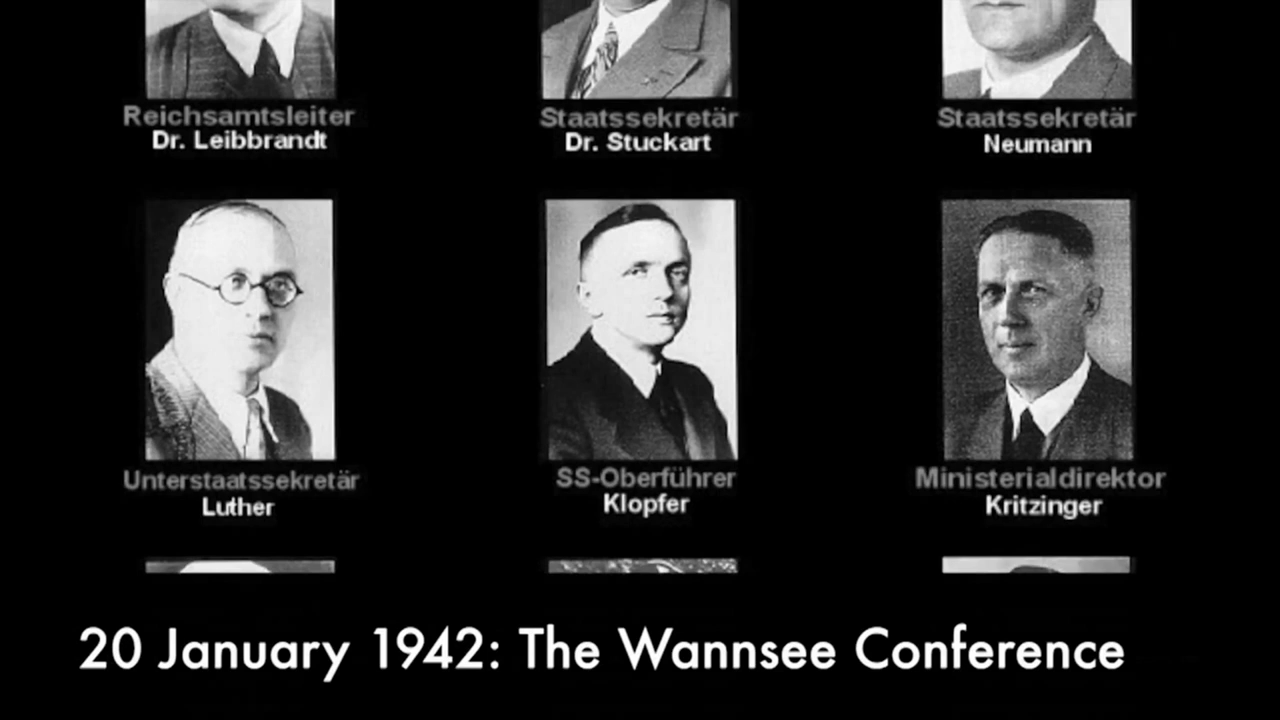 Reichsamtsleiter
Dr. Leibbrandt
Staatssekretär
Dr. Stuckart
Staatssekretär
Neumann
Unterstaatssekretär
Luther
SS-Oberführer
Klopfer
Ministerialdirektor
Kritzinger
20 January 1942: The Wannsee Conference